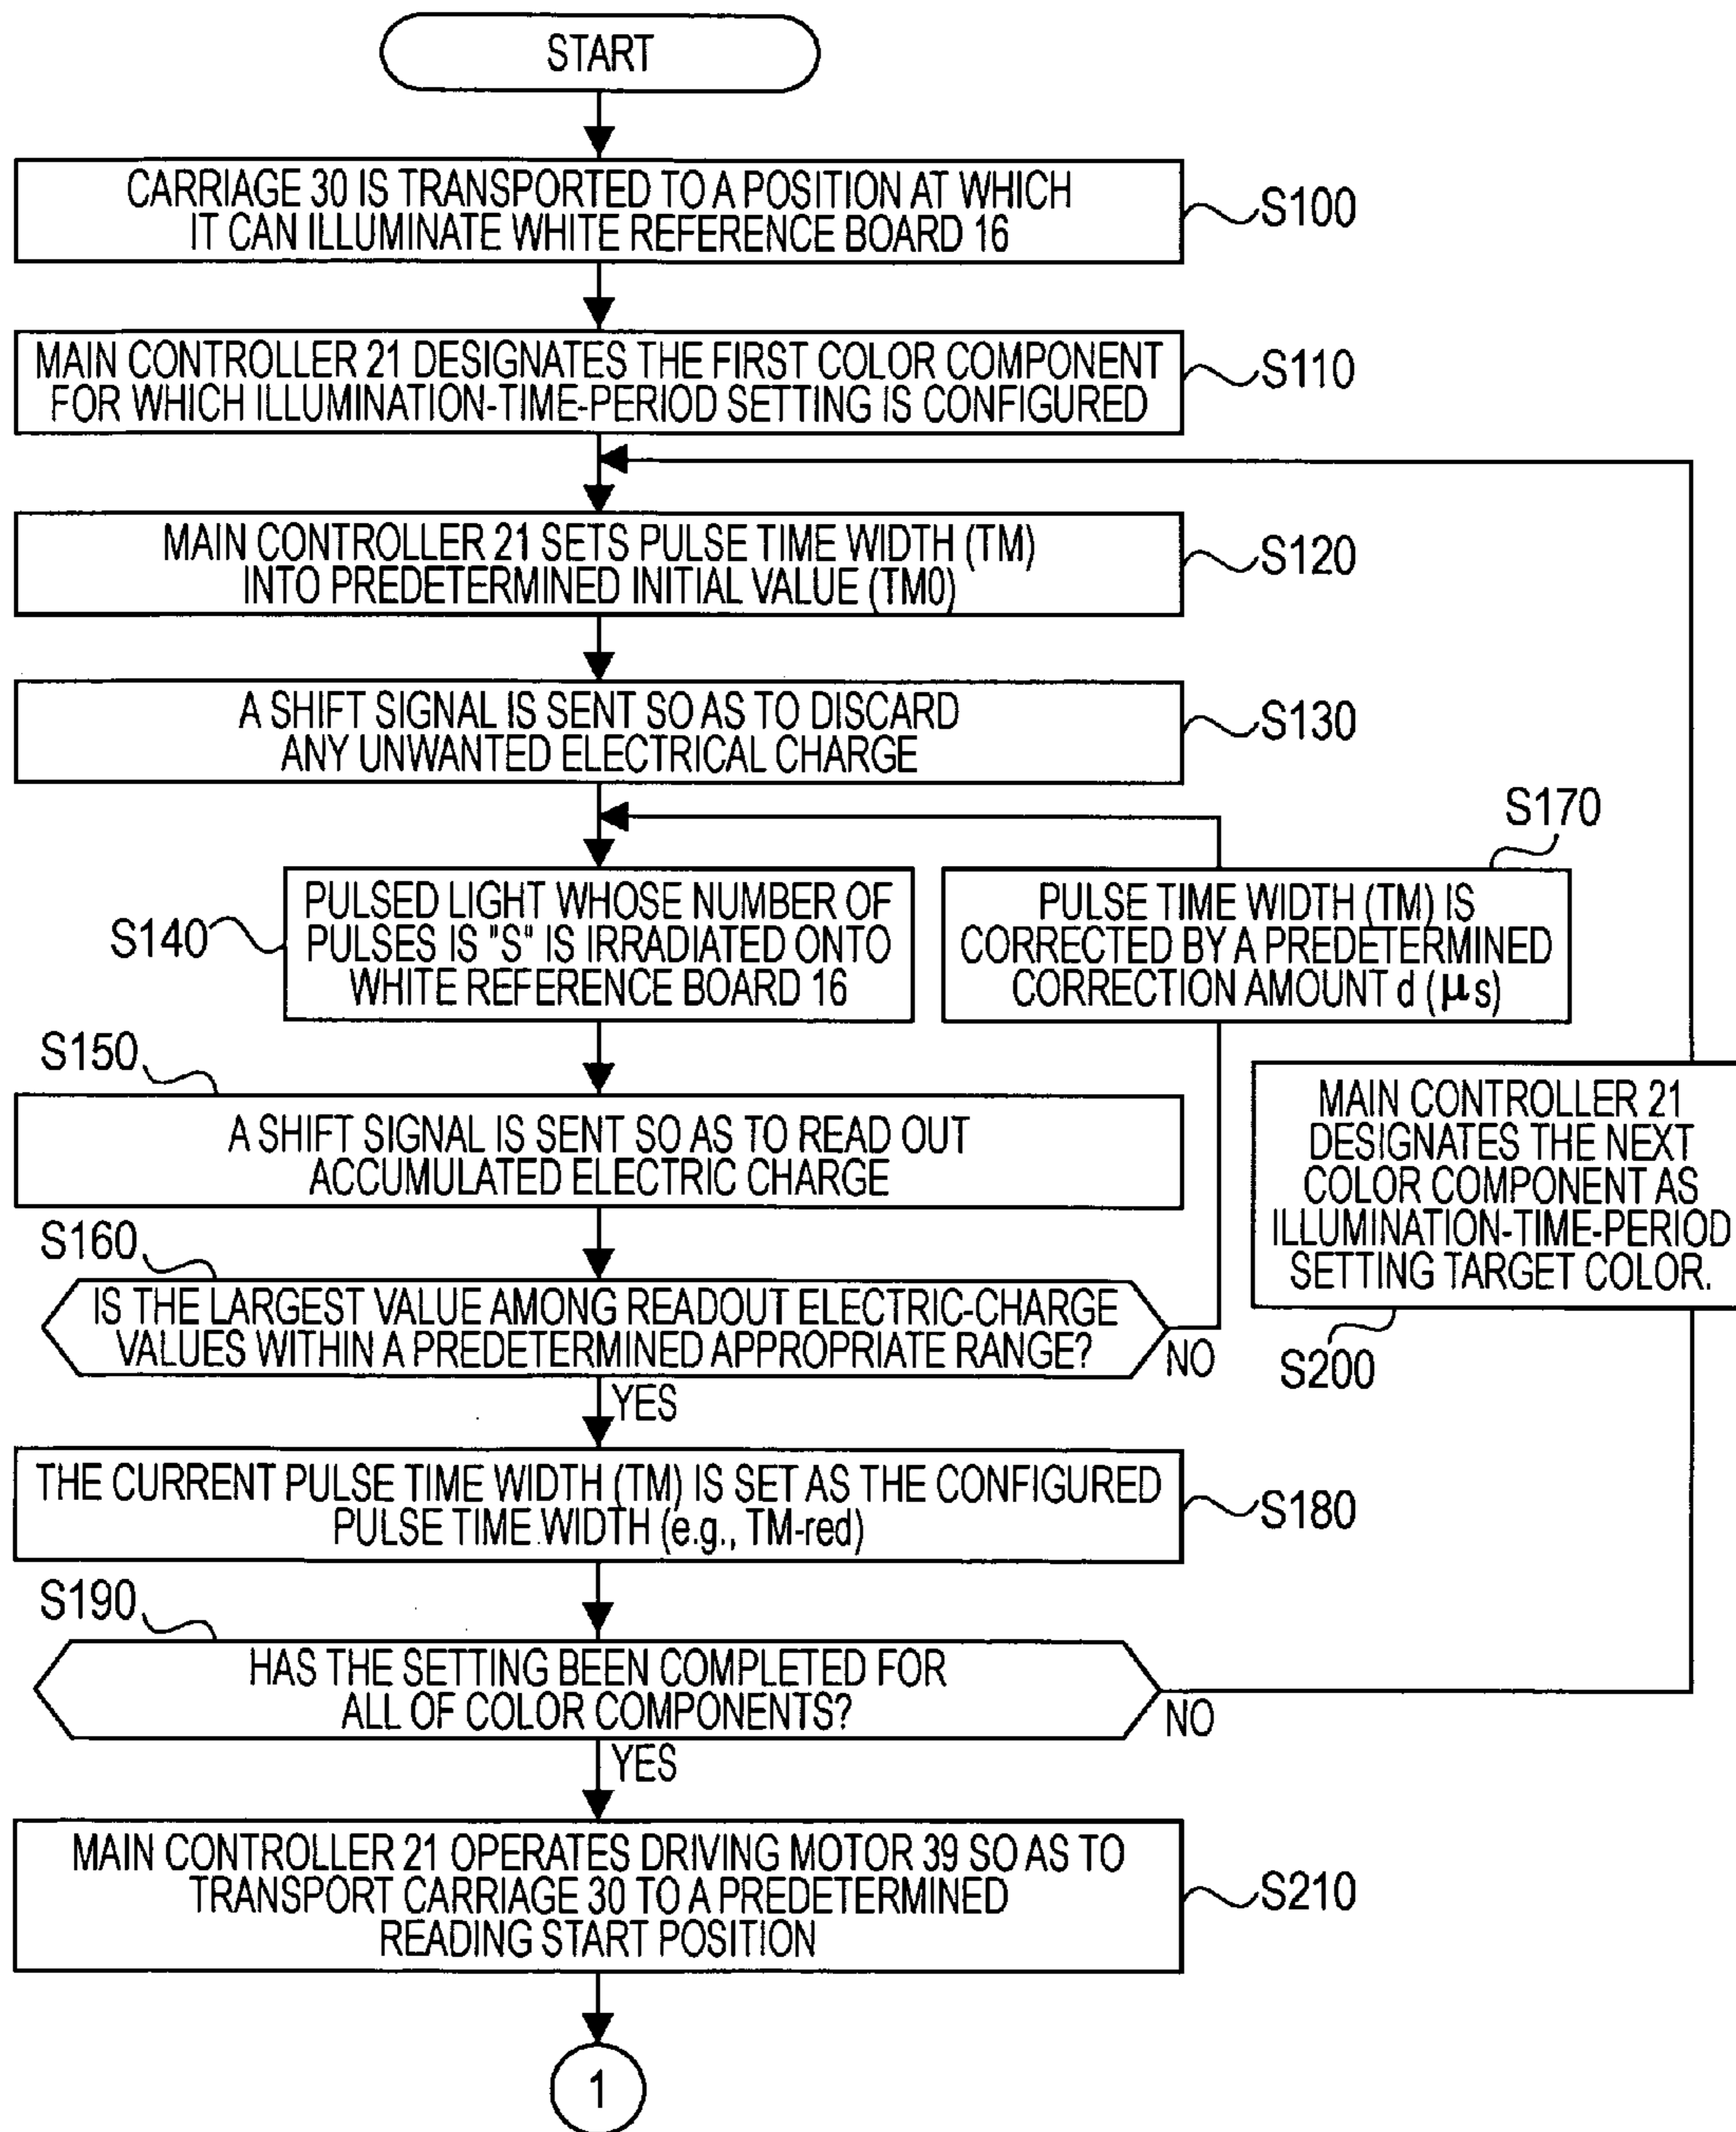 START
CARRIAGE 30 IS TRANSPORTED TO A POSITION AT WHICH
IT CAN ILLUMINATE WHITE REFERENCE BOARD 16
S100
MAIN CONTROLLER 21 DESIGNATES THE FIRST COLOR COMPONENT
FOR WHICH ILLUMINATION-TIME-PERIOD SETTING IS CONFIGURED
S110
MAIN CONTROLLER 21 SETS PULSE TIME WIDTH (TM)
INTO PREDETERMINED INITIAL VALUE (TM0)
S120
A SHIFT SIGNAL IS SENT SO AS TO DISCARD
ANY UNWANTED ELECTRICAL CHARGE
S130
S140
PULSED LIGHT WHOSE NUMBER OF
PULSES IS "S" IS IRRADIATED ONTO
WHITE REFERENCE BOARD 16
S170
PULSE TIME WIDTH (TM) IS
CORRECTED BY A PREDETERMINED
CORRECTION AMOUNT d (μs)
S150
A SHIFT SIGNAL IS SENT SO AS TO READ OUT
ACCUMULATED ELECTRIC CHARGE
MAIN CONTROLLER 21
DESIGNATES THE NEXT
COLOR COMPONENT AS
ILLUMINATION-TIME-PERIOD
SETTING TARGET COLOR.
S200
S160
IS THE LARGEST VALUE AMONG READOUT ELECTRIC-CHARGE
VALUES WITHIN A PREDETERMINED APPROPRIATE RANGE?
NO
YES
THE CURRENT PULSE TIME WIDTH (TM) IS SET AS THE CONFIGURED
PULSE TIME WIDTH (e.g., TM-red)
S180
S190
HAS THE SETTING BEEN COMPLETED FOR
ALL OF COLOR COMPONENTS?
NO
YES
MAIN CONTROLLER 21 OPERATES DRIVING MOTOR 39 SO AS TO
TRANSPORT CARRIAGE 30 TO A PREDETERMINED
READING START POSITION
S210
1